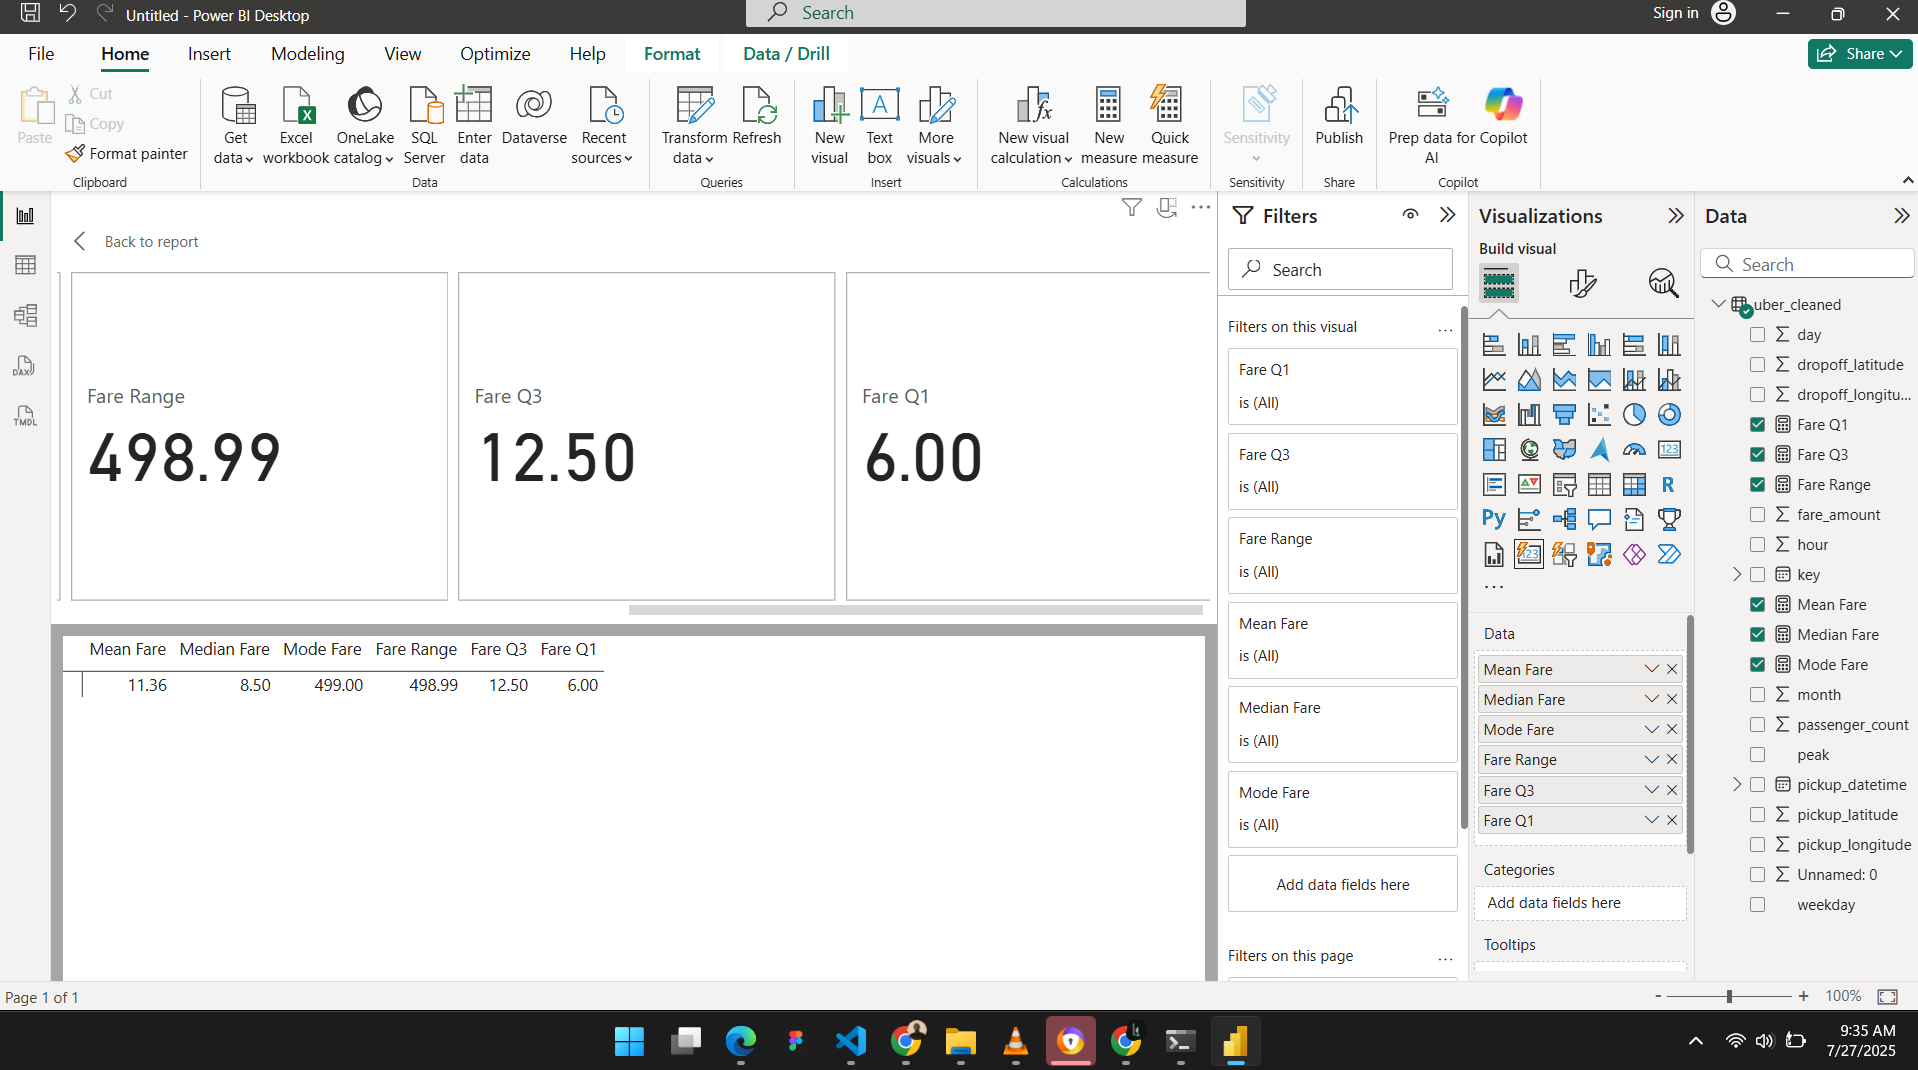 Untitled - Power BI Desktop
Search
Sign in
File
Home
Insert
Modeling
View
Optimize
Help
Format
Data / Drill
Share
Paste
Cut
Copy
Format painter
Clipboard
Get data
Excel workbook
OneLake catalog
SQL Server
Enter data
Dataverse
Recent sources
Data
Transform data
Refresh
Queries
New visual
Text box
More visuals
Insert
New visual calculation
New measure
Quick measure
Calculations
Sensitivity
Sensitivity
Publish
Share
Prep data for AI
Copilot
Copilot
DAX
TMDL
Back to report
Fare Range
498.99
Fare Q3
12.50
Fare Q1
6.00
Mean Fare Median Fare Mode Fare Fare Range Fare Q3 Fare Q1
11.36 8.50 499.00 498.99 12.50 6.00
Filters
Search
Filters on this visual
...
Fare Q1
is (All)
Fare Q3
is (All)
Fare Range
is (All)
Mean Fare
is (All)
Median Fare
is (All)
Mode Fare
is (All)
Add data fields here
Filters on this page
...
Visualizations
Build visual
123
R
Py
123
...
Data
Mean Fare
Median Fare
Mode Fare
Fare Range
Fare Q3
Fare Q1
Categories
Add data fields here
Tooltips
Data
Search
uber_cleaned
day
dropoff_latitude
dropoff_longitu...
Fare Q1
Fare Q3
Fare Range
fare_amount
hour
key
Mean Fare
Median Fare
Mode Fare
month
passenger_count
peak
pickup_datetime
pickup_latitude
pickup_longitude
Unnamed: 0
weekday
Page 1 of 1
- + 100%
9:35 AM
7/27/2025